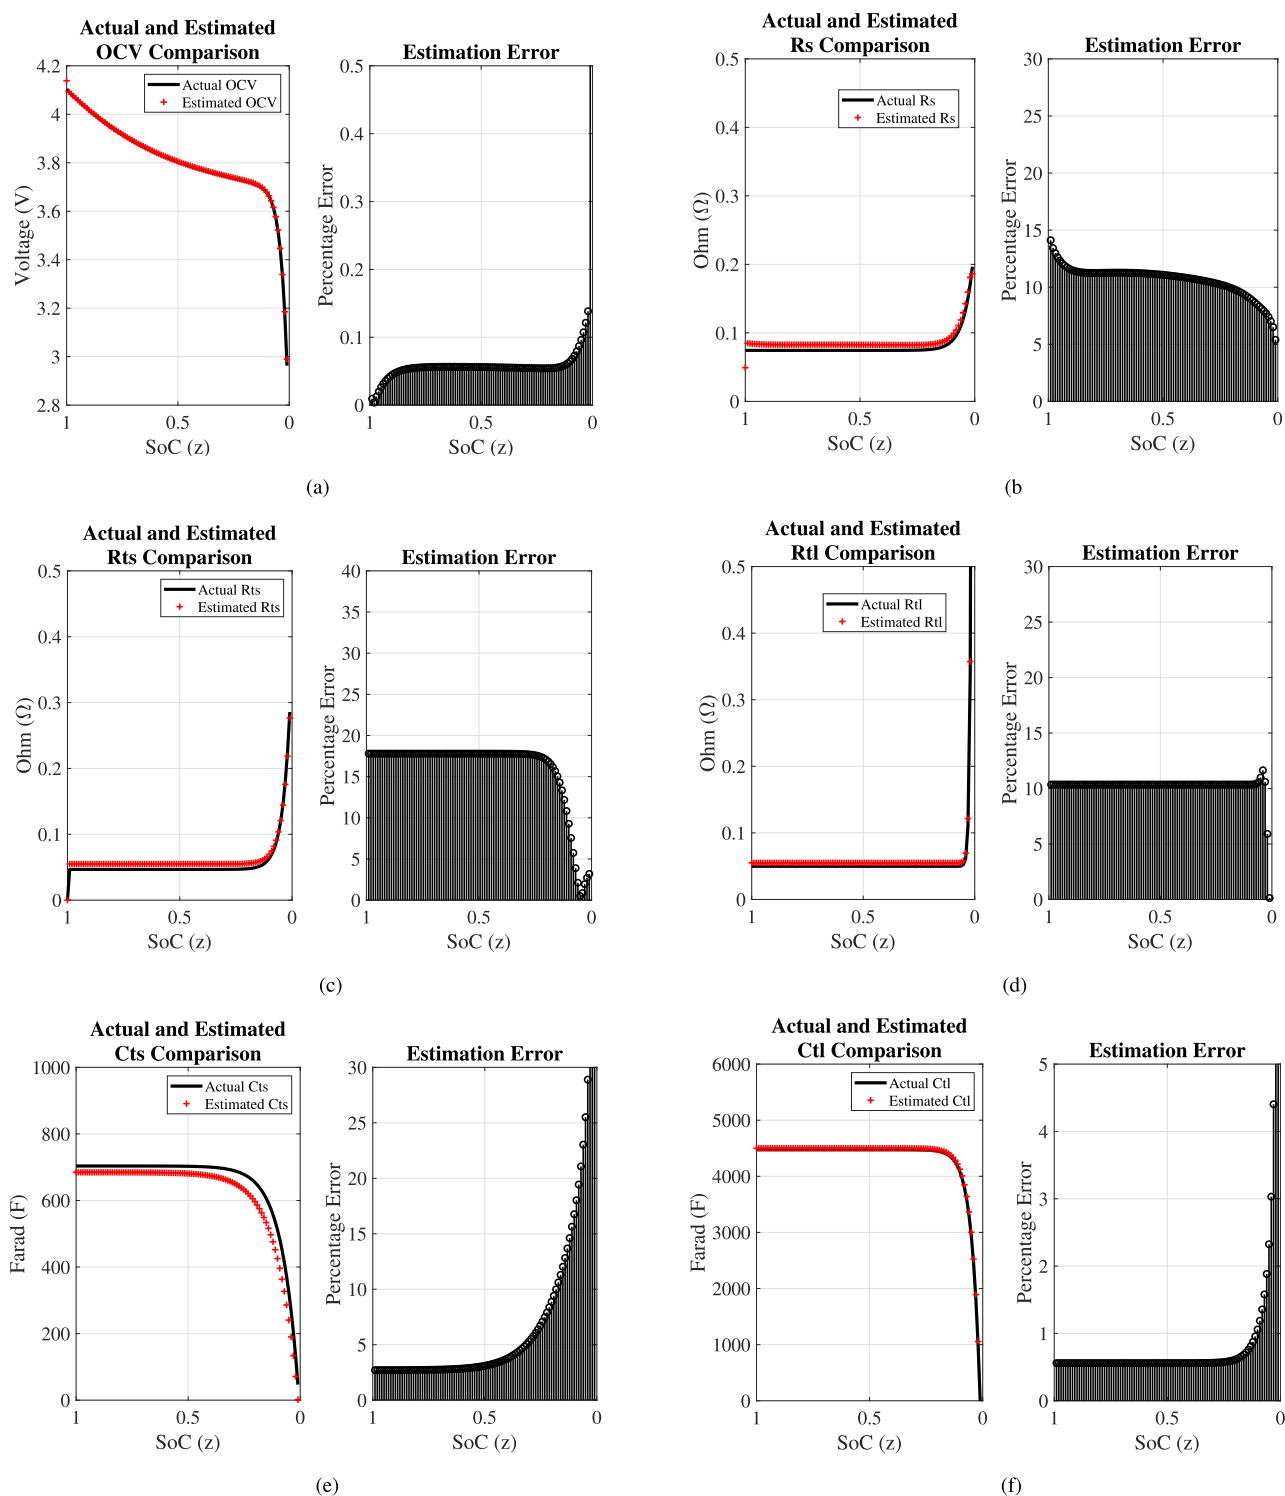 Actual and Estimated
OCV Comparison
4.2
4
3.8
3.6
3.4
3.2
3
2.8
Voltage (V)
Actual OCV
Estimated OCV
1
0.5
0
SoC (z)
Estimation Error
0.5
0.4
0.3
0.2
0.1
0
Percentage Error
1
0.5
0
SoC (z)
(a)
Actual and Estimated
Rs Comparison
0.5
0.4
0.3
0.2
0.1
0
Ohm (Ω)
Actual Rs
Estimated Rs
1
0.5
0
SoC (z)
Estimation Error
30
25
20
15
10
5
0
Percentage Error
1
0.5
0
SoC (z)
(b)
Actual and Estimated
Rts Comparison
0.5
0.4
0.3
0.2
0.1
0
Ohm (Ω)
Actual Rts
Estimated Rts
1
0.5
0
SoC (z)
Estimation Error
40
35
30
25
20
15
10
5
0
Percentage Error
1
0.5
0
SoC (z)
(c)
Actual and Estimated
Rtl Comparison
0.5
0.4
0.3
0.2
0.1
0
Ohm (Ω)
Actual Rtl
Estimated Rtl
1
0.5
0
SoC (z)
Estimation Error
30
25
20
15
10
5
0
Percentage Error
1
0.5
0
SoC (z)
(d)
Actual and Estimated
Cts Comparison
1000
800
600
400
200
0
Farad (F)
Actual Cts
Estimated Cts
1
0.5
0
SoC (z)
Estimation Error
30
25
20
15
10
5
0
Percentage Error
1
0.5
0
SoC (z)
(e)
Actual and Estimated
Ctl Comparison
6000
5000
4000
3000
2000
1000
0
Farad (F)
Actual Ctl
Estimated Ctl
1
0.5
0
SoC (z)
Estimation Error
5
4
3
2
1
0
Percentage Error
1
0.5
0
SoC (z)
(f)